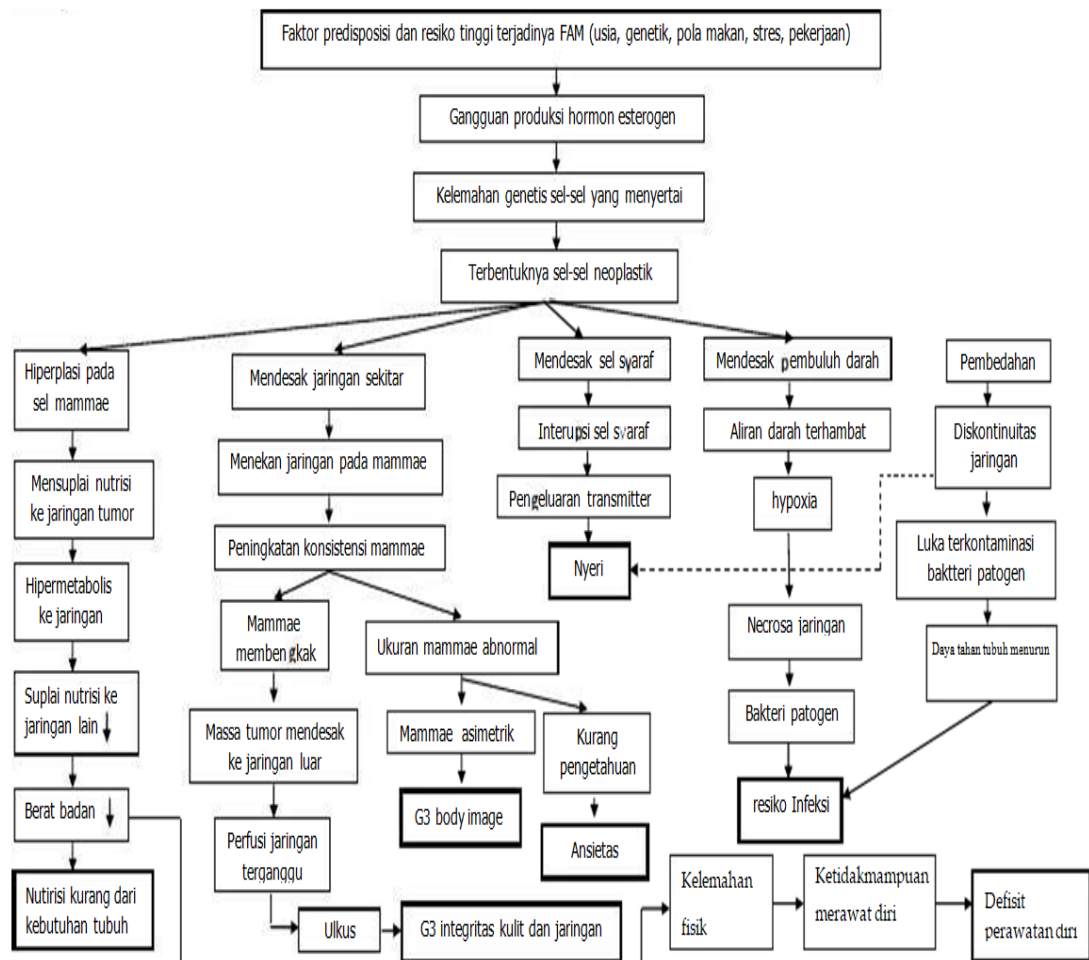 Faktor predisposisi dan resiko tinggi terjadinya FAM (usia, genetik, pola makan, stres, pekerjaan)
Gangguan produksi hormon esterogen
Kelemahan genetis sel-sel yang menyertai
Terbentuknya sel-sel neoplastik
Hiperplasi pada
sel mammae
Mensuplai nutrisi
ke jaringan tumor
Hipermetabolis
ke jaringan
Suplai nutrisi ke
jaringan lain ↓
Berat badan ↓
Nutirisi kurang dari
kebutuhan tubuh
Mendesak jaringan sekitar
Menekan jaringan pada mammae
Peningkatan konsistensi mammae
Mammae
membengkak
Massa tumor mendesak
ke jaringan luar
Perfusi jaringan
terganggu
Ulkus
G3 integritas kulit dan jaringan
Ukuran mammae abnormal
Mammae asimetrik
G3 body image
Kurang
pengetahuan
Ansietas
Mendesak sel syaraf
Interupsi sel svaraf
Pengeluaran transmitter
Nyeri
Mendesak pembuluh darah
Aliran darah terhambat
hypoxia
Necrosa jaringan
Bakteri patogen
resiko Infeksi
Pembedahan
Diskontinuitas
jaringan
Luka terkontaminasi
baktteri patogen
Daya tahan tubuh menurun
Kelemahan
fisik
Ketidakmampuan
merawat diri
Defisit
perawatan diri